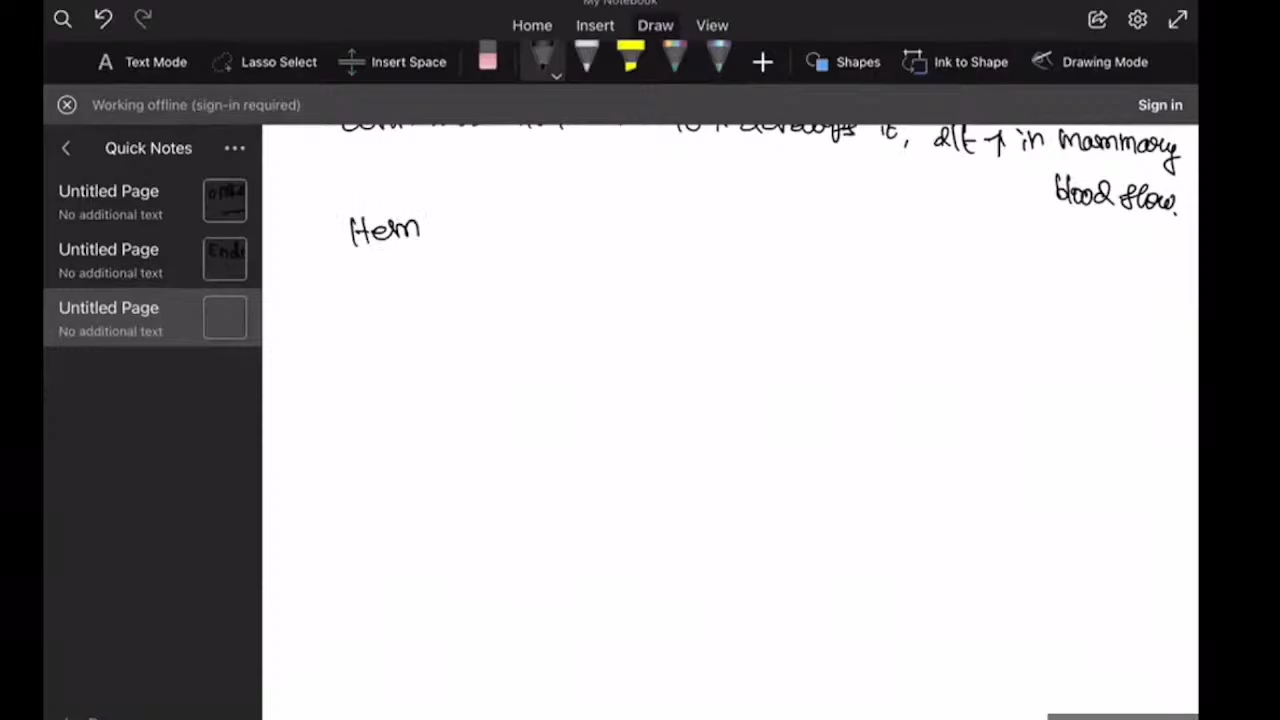 My Notebook
Home Insert Draw View
Text Mode Lasso Select Insert Space Shapes Ink to Shape Drawing Mode
Working offline (sign-in required) Sign in
Quick Notes
Untitled Page
No additional text
Untitled Page
No additional text
Untitled Page
No additional text
it, d/t ↑ in mammary
blood flow.
Hem